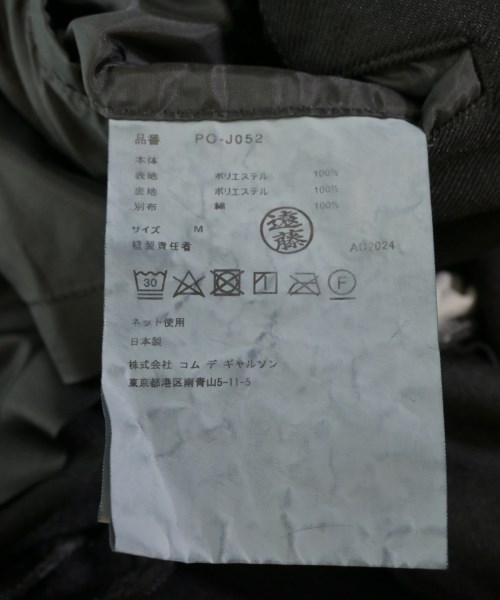 品番 PO-J052
本体
表地 ポリエステル 100%
裏地 ポリエステル 100%
別布 綿 100%
サイズ M
縫製責任者 遠藤 AD2024
30 1 F
ネット使用
日本製
株式会社 コム デ ギャルソン
東京都港区南青山5-11-5